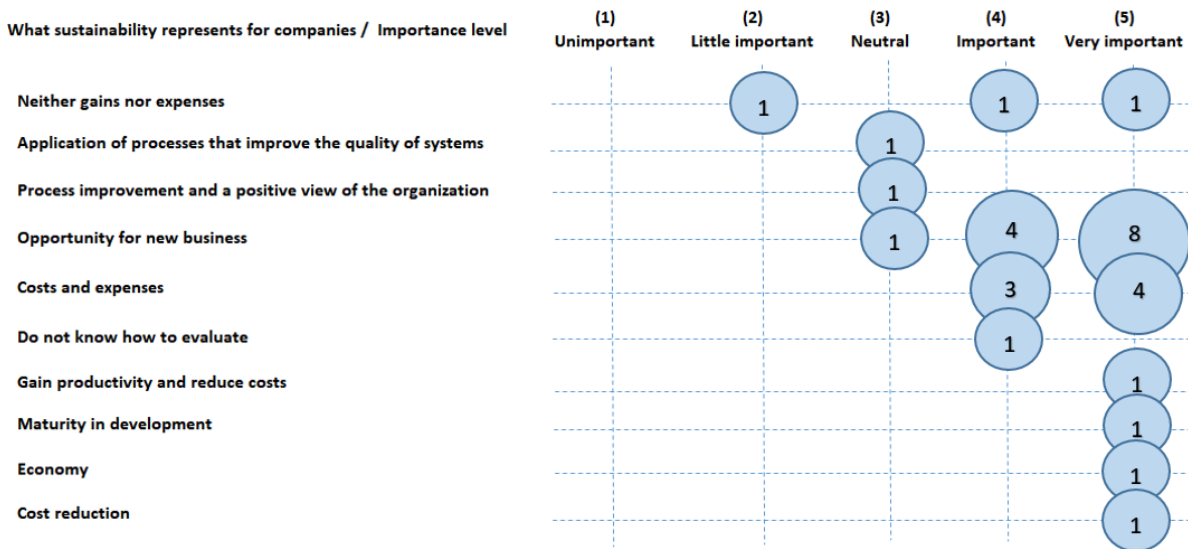 (1) (2) (3) (4) (5)
What sustainability represents for companies / Importance level Unimportant Little important Neutral Important Very important
Neither gains nor expenses 1 1 1
Application of processes that improve the quality of systems 1
Process improvement and a positive view of the organization 1
Opportunity for new business 1 4 8
Costs and expenses 3 4
Do not know how to evaluate 1
Gain productivity and reduce costs 1
Maturity in development 1
Economy 1
Cost reduction 1